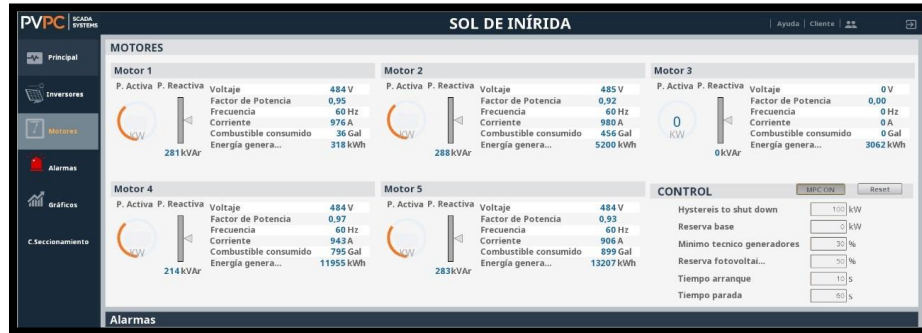 PVPC SCADA SYSTEMS
SOL DE INÍRIDA
Ayuda | Cliente
Principal
Inversores
Motores
Alarmas
Gráficos
C.Seccionamiento
MOTORES
Motor 1
P. Activa P. Reactiva
Voltaje 484 V
Factor de Potencia 0,95
Frecuencia 60 Hz
Corriente 976 A
Combustible consumido 36 Gal
Energía genera... 318 kWh
KW
281 kVAr
Motor 2
P. Activa P. Reactiva
Voltaje 485 V
Factor de Potencia 0,92
Frecuencia 60 Hz
Corriente 980 A
Combustible consumido 456 Gal
Energía genera... 5200 kWh
KW
288 kVAr
Motor 3
P. Activa P. Reactiva
Voltaje 0 V
Factor de Potencia 0,00
Frecuencia 0 Hz
Corriente 0 A
Combustible consumido 0 Gal
Energía genera... 3062 kWh
0
KW
0 kVAr
Motor 4
P. Activa P. Reactiva
Voltaje 484 V
Factor de Potencia 0,97
Frecuencia 60 Hz
Corriente 943 A
Combustible consumido 795 Gal
Energía genera... 11955 kWh
KW
214 kVAr
Motor 5
P. Activa P. Reactiva
Voltaje 484 V
Factor de Potencia 0,93
Frecuencia 60 Hz
Corriente 906 A
Combustible consumido 899 Gal
Energía genera... 13207 kWh
KW
283 kVAr
CONTROL
MPC ON
Reset
Hystereis to shut down 100 kW
Reserva base 0 kW
Minimo tecnico generadores 30 %
Reserva fotovoltai... 50 %
Tiempo arranque 10 s
Tiempo parada 60 s
Alarmas